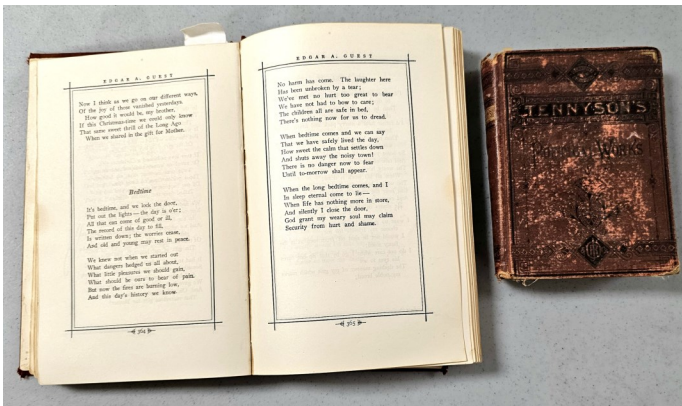 EDGAR A. GUEST
Now I think as we go on our different ways,
Of the joy of those vanished yesterdays.
How good it would be, my brother,
If this Christmas-time we could only know
That same sweet thrill of the Long Ago
When we shared in the gift for Mother.
Bedtime
It's bedtime, and we lock the door,
Put out the lights—the day is o'er;
All that can come of good or ill,
The record of this day to fill,
Is written down; the worries cease,
And old and young may rest in peace.
We knew not when we started out
What dangers hedged us all about,
What little pleasures we should gain,
What should be ours to bear of pain.
But now the fires are burning low,
And this day's history we know.
364
EDGAR A. GUEST
No harm has come. The laughter here
Has been unbroken by a tear;
We've met no hurt too great to bear
We have not had to bow to care;
The children all are safe in bed,
There's nothing now for us to dread.
When bedtime comes and we can say
That we have safely lived the day,
How sweet the calm that settles down
And shuts away the noisy town!
There is no danger now to fear
Until to-morrow shall appear.
When the long bedtime comes, and I
In sleep eternal come to lie—
When life has nothing more in store,
And silently I close the door,
God grant my weary soul may claim
Security from hurt and shame.
365
TENNYSON'S
WORKS